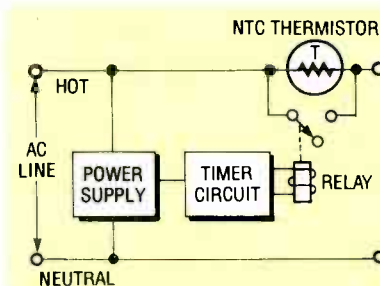 NTC THERMISTOR
T
HOT
AC
LINE
POWER
SUPPLY
TIMER
CIRCUIT
RELAY
NEUTRAL